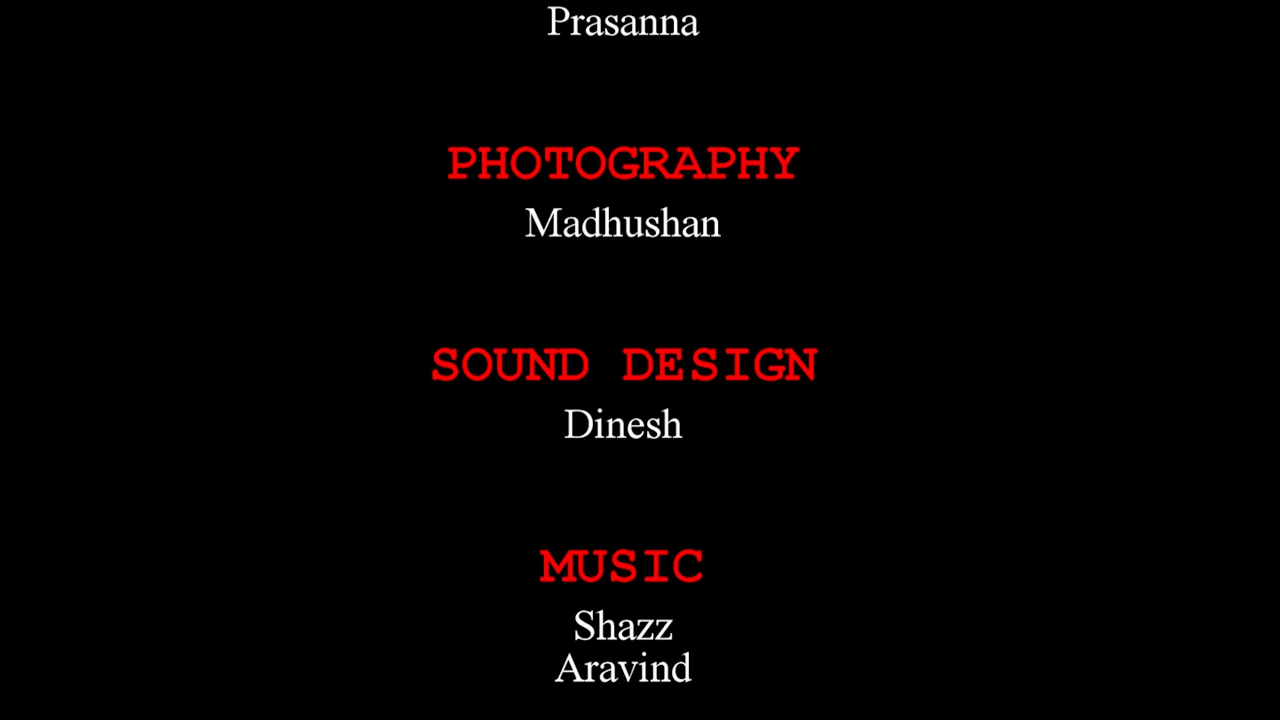 Prasanna
PHOTOGRAPHY
Madhushan
SOUND DESIGN
Dinesh
MUSIC
Shazz
Aravind